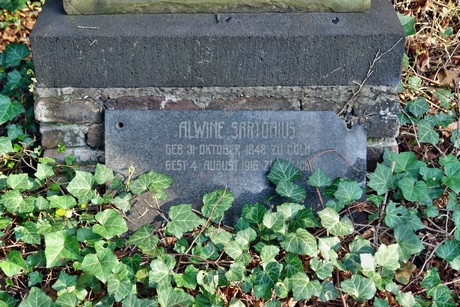 ALWINE SARTORIUS
GEB. 31. OKTOBER 1848 ZU CÖLN
GEST. 4. AUGUST 1916 ZU